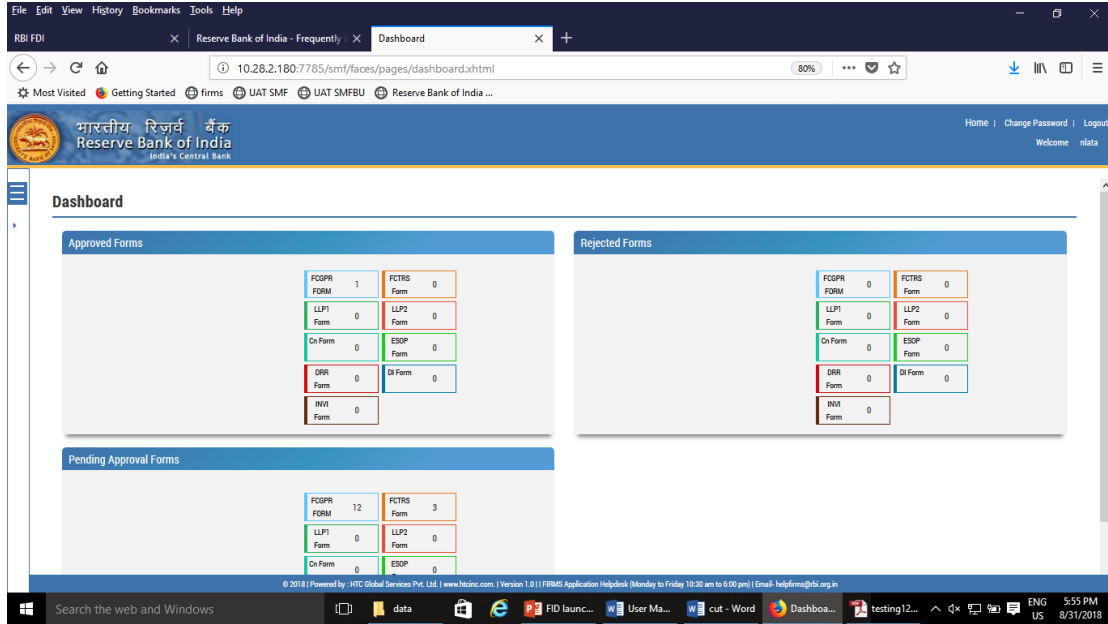 File Edit View History Bookmarks Tools Help
RBI FDI
Reserve Bank of India - Frequently
Dashboard
10.28.2.180:7785/smf/faces/pages/dashboard.xhtml
80%
Most Visited Getting Started firms UAT SMF UAT SMFBU Reserve Bank of India ...
भारतीय रिज़र्व बैंक
Reserve Bank of India
India's Central Bank
Home | Change Password | Logout
Welcome nlata
Dashboard
Approved Forms
FCGPR FORM 1
FCTRS Form 0
LLP1 Form 0
LLP2 Form 0
Cn Form 0
ESOP Form 0
DRR Form 0
DI Form 0
INVI Form 0
Rejected Forms
FCGPR FORM 0
FCTRS Form 0
LLP1 Form 0
LLP2 Form 0
Cn Form 0
ESOP Form 0
DRR Form 0
DI Form 0
INVI Form 0
Pending Approval Forms
FCGPR FORM 12
FCTRS Form 3
LLP1 Form 0
LLP2 Form 0
Cn Form 0
ESOP 0
© 2018 | Powered by : HTC Global Services Pvt. Ltd. | www.htcinc.com. | Version 1.0 | | FIRMS Application Helpdesk (Monday to Friday 10:30 am to 6:00 pm) | Email- helpfirms@rbi.org.in
Search the web and Windows
data
FID launc...
User Ma...
cut - Word
Dashboa...
testing12...
ENG
US
5:55 PM
8/31/2018